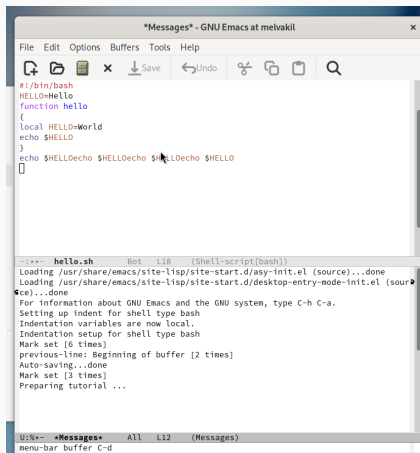 *Messages* - GNU Emacs at melvakil ×
File Edit Options Buffers Tools Help
Save Undo
#!/bin/bash
HELLO=Hello
function hello
{
local HELLO=World
echo $HELLO
}
echo $HELLOecho $HELLOecho $HELLOecho $HELLO
-:**- hello.sh Bot L18 (Shell-script[bash])
Loading /usr/share/emacs/site-lisp/site-start.d/asy-init.el (source)...done
Loading /usr/share/emacs/site-lisp/site-start.d/desktop-entry-mode-init.el (sour
ce)...done
For information about GNU Emacs and the GNU system, type C-h C-a.
Setting up indent for shell type bash
Indentation variables are now local.
Indentation setup for shell type bash
Mark set [6 times]
previous-line: Beginning of buffer [2 times]
Auto-saving...done
Mark set [3 times]
Preparing tutorial ...
U:%*- *Messages* All L12 (Messages)
menu-bar buffer C-d